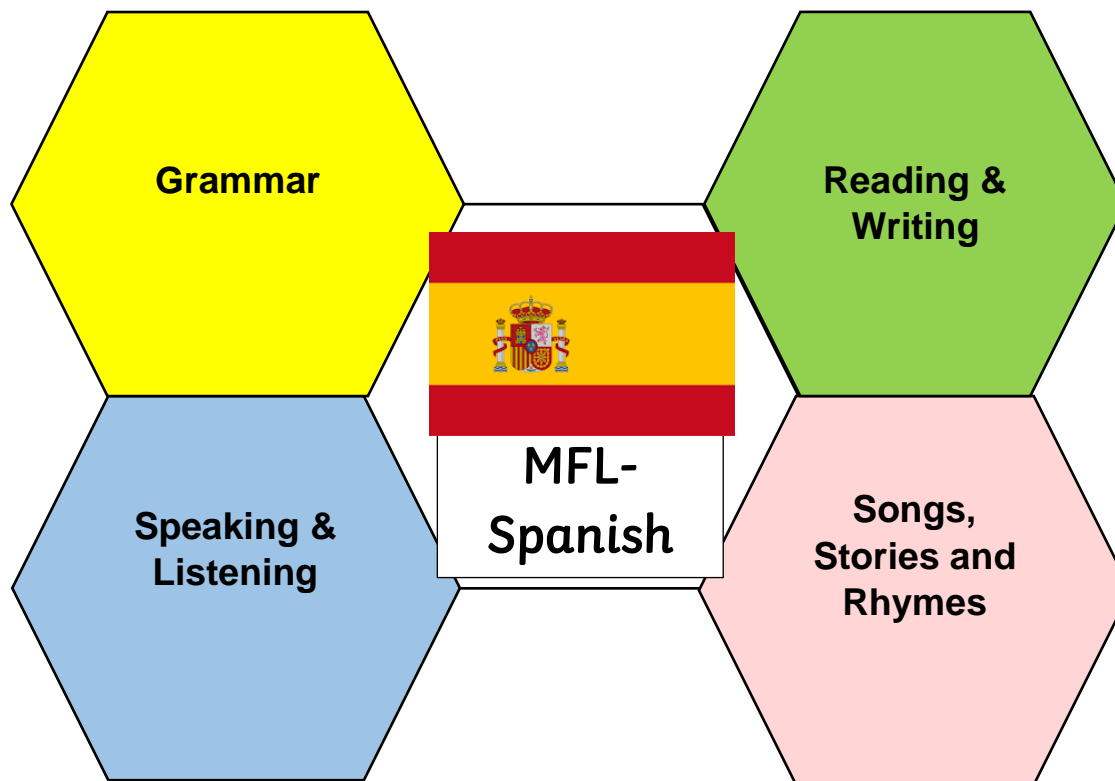 Grammar
Reading &
Writing
MFL-
Spanish
Speaking &
Listening
Songs,
Stories and
Rhymes